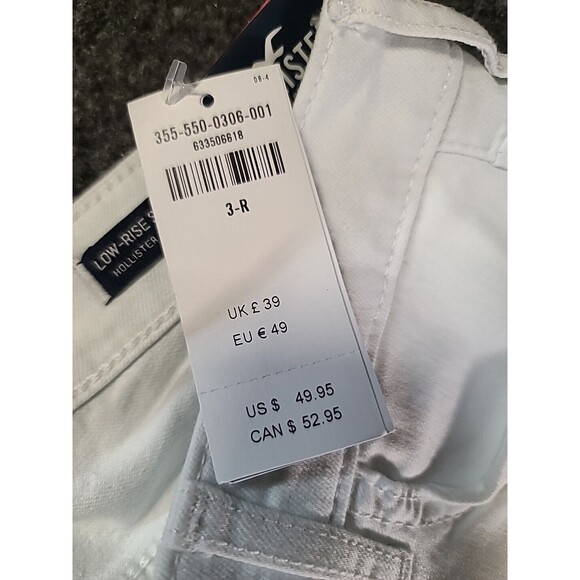 08-4
355-550-0306-001
633506618
3-R
UK £ 39
EU € 49
US $ 49.95
CAN $ 52.95
LOW-RISE
HOLLISTER